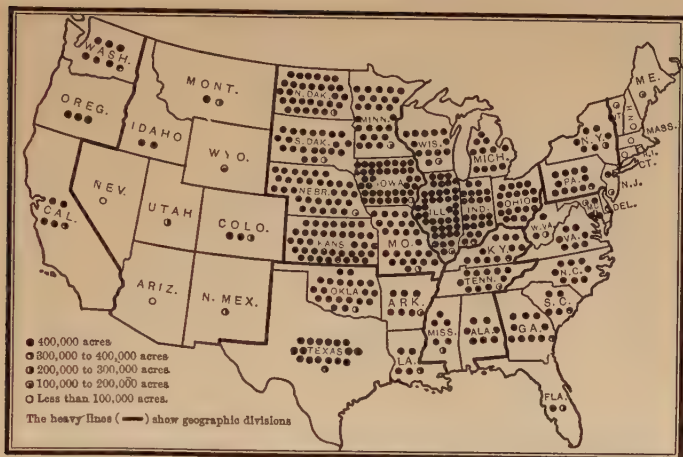 WASH.
MONT.
N. DAK.
MINN.
ME.
OREG.
IDAHO
S. DAK.
WIS.
MICH.
N.Y.
VT.
N.H.
MASS.
R.I.
CT.
WYO.
NEBR.
IOWA
ILL.
IND.
OHIO
PA.
N.J.
MD.
DEL.
NEV.
UTAH
COLO.
KANS.
MO.
KY.
W.VA.
VA.
CAL.
ARIZ.
N. MEX.
OKLA.
ARK.
TENN.
N.C.
S.C.
TEXAS
LA.
MISS.
ALA.
GA.
FLA.
400,000 acres
300,000 to 400,000 acres
200,000 to 300,000 acres
100,000 to 200,000 acres
Less than 100,000 acres.
The heavy lines ( ━ ) show geographic divisions